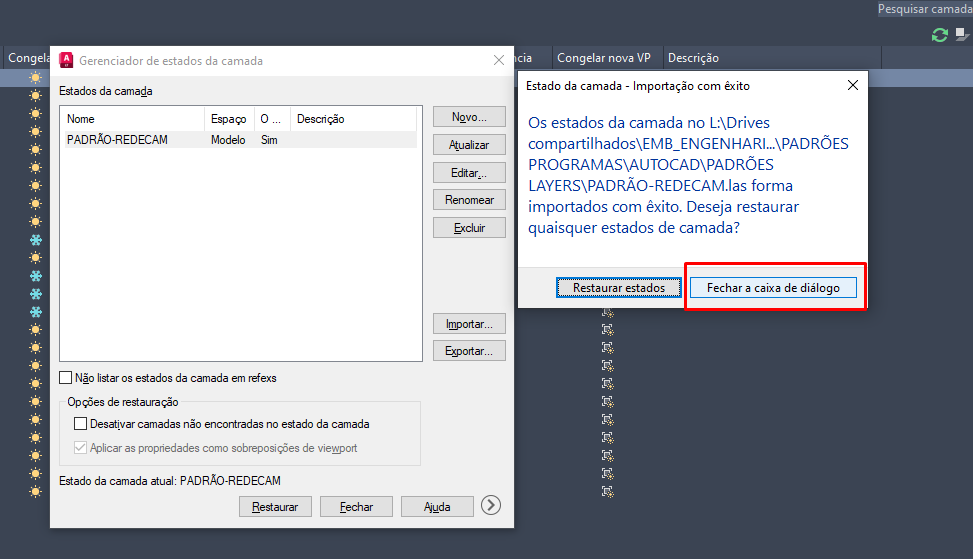 Pesquisar camada
Congela
ncia
Congelar nova VP
Descrição
Gerenciador de estados da camada
Estados da camada
Nome
Espaço
O ...
Descrição
PADRÃO-REDECAM
Modelo
Sim
Novo...
Atualizar
Editar...
Renomear
Excluir
Importar...
Exportar...
Não listar os estados da camada em refexs
Opções de restauração
Desativar camadas não encontradas no estado da camada
Aplicar as propriedades como sobreposições de viewport
Estado da camada atual: PADRÃO-REDECAM
Restaurar
Fechar
Ajuda
Estado da camada - Importação com êxito
Os estados da camada no L:\Drives
compartilhados\EMB_ENGENHARI...\PADRÕES
PROGRAMAS\AUTOCAD\PADRÕES
LAYERS\PADRÃO-REDECAM.las forma
importados com êxito. Deseja restaurar
quaisquer estados de camada?
Restaurar estados
Fechar a caixa de diálogo